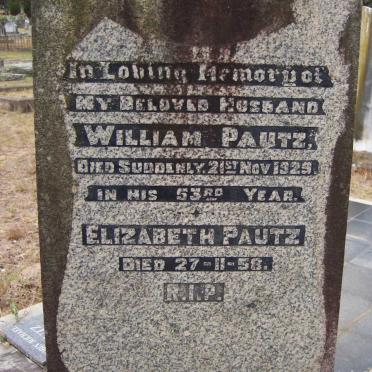 In Loving Memory of
MY BELOVED HUSBAND
WILLIAM PAUTZ,
DIED SUDDENLY 21ST NOV 1929.
IN HIS 53RD YEAR.
ELIZABETH PAUTZ
DIED 27-11-58.
R.I.P.